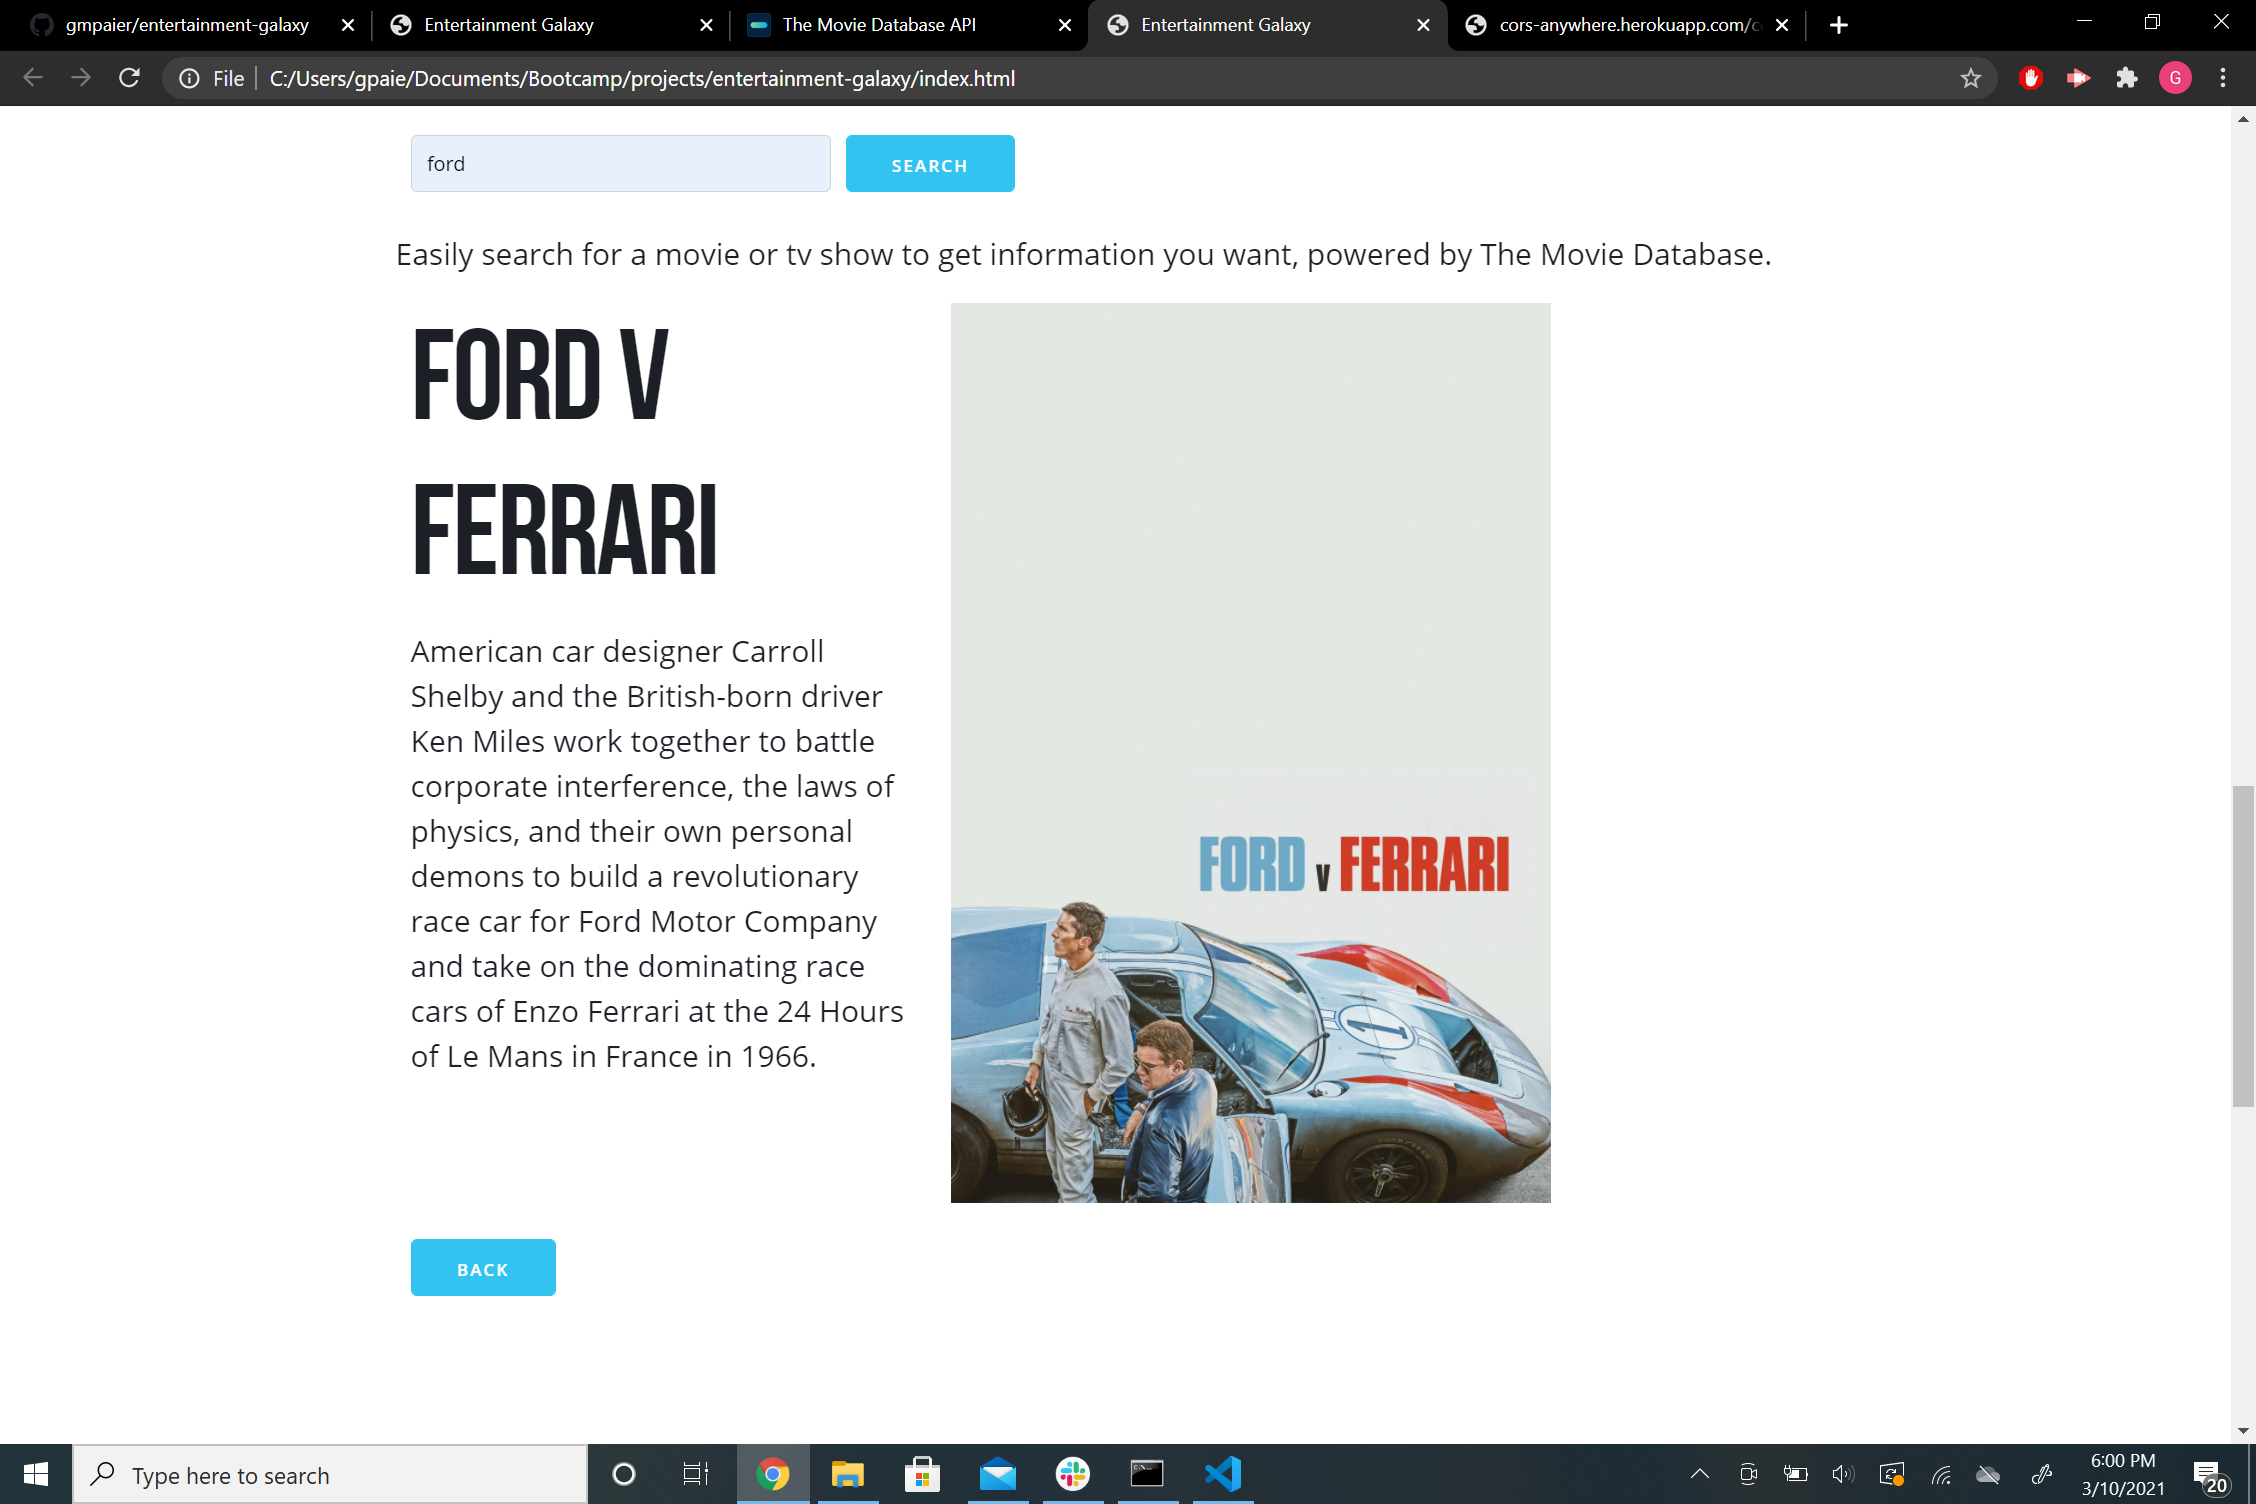 gmpaier/entertainment-galaxy
Entertainment Galaxy
The Movie Database API
Entertainment Galaxy
cors-anywhere.herokuapp.com/c
File
C:/Users/gpaie/Documents/Bootcamp/projects/entertainment-galaxy/index.html
G
ford
SEARCH
Easily search for a movie or tv show to get information you want, powered by The Movie Database.
FORD V
FERRARI
American car designer Carroll
Shelby and the British-born driver
Ken Miles work together to battle
corporate interference, the laws of
physics, and their own personal
demons to build a revolutionary
race car for Ford Motor Company
and take on the dominating race
cars of Enzo Ferrari at the 24 Hours
of Le Mans in France in 1966.
FORD v FERRARI
1
BACK
Type here to search
6:00 PM
3/10/2021
20